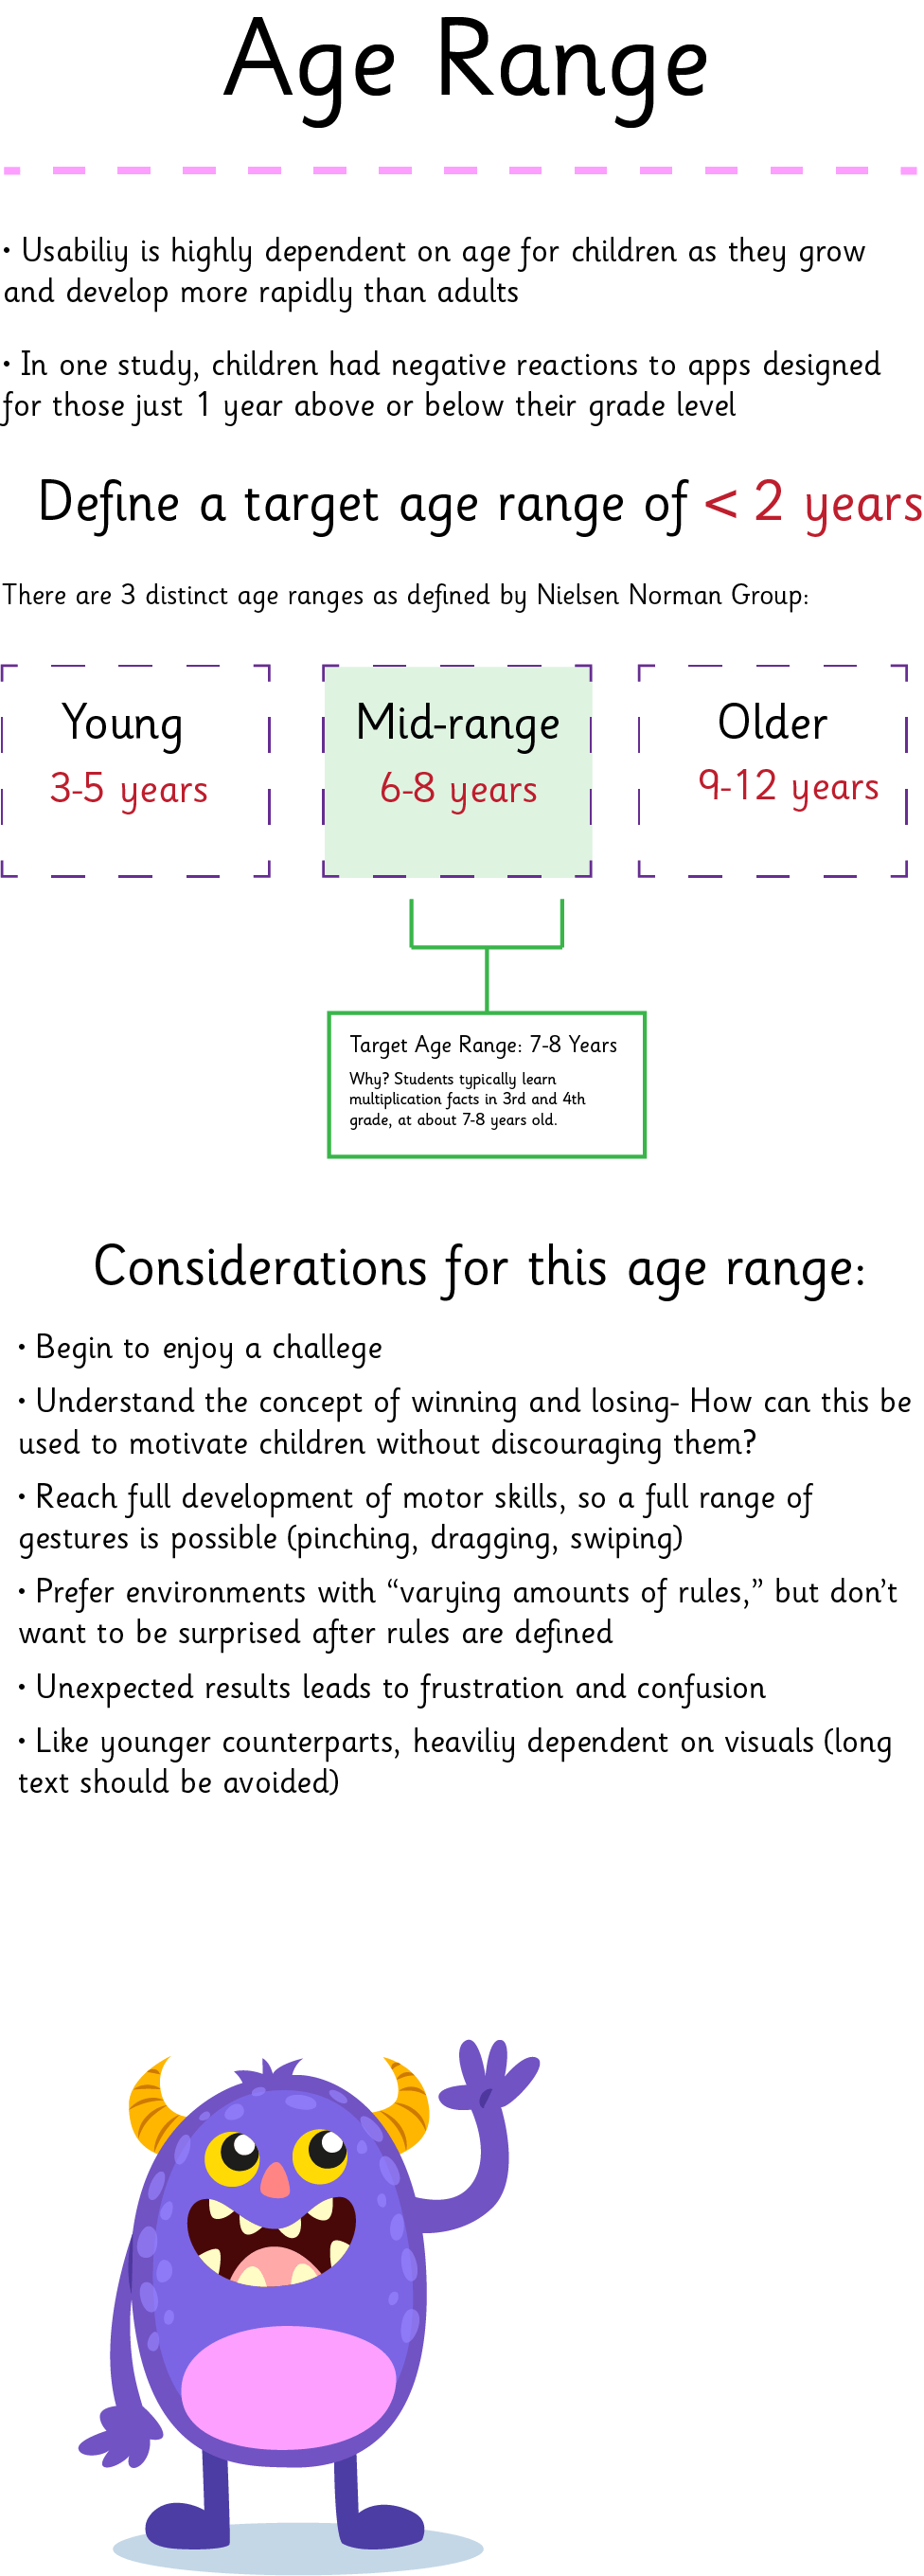 Age Range
• Usabiliy is highly dependent on age for children as they grow
and develop more rapidly than adults
• In one study, children had negative reactions to apps designed
for those just 1 year above or below their grade level
Define a target age range of < 2 years
There are 3 distinct age ranges as defined by Nielsen Norman Group:
Young
3-5 years
Mid-range
6-8 years
Older
9-12 years
Target Age Range: 7-8 Years
Why? Students typically learn
multiplication facts in 3rd and 4th
grade, at about 7-8 years old.
Considerations for this age range:
• Begin to enjoy a challege
• Understand the concept of winning and losing- How can this be
used to motivate children without discouraging them?
• Reach full development of motor skills, so a full range of
gestures is possible (pinching, dragging, swiping)
• Prefer environments with “varying amounts of rules,” but don’t
want to be surprised after rules are defined
• Unexpected results leads to frustration and confusion
• Like younger counterparts, heaviliy dependent on visuals (long
text should be avoided)